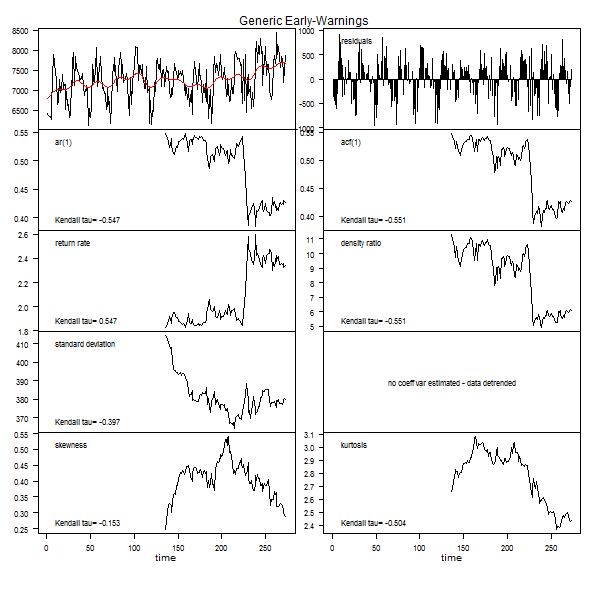 Generic Early-Warnings
8500
8000
7500
7000
6500
1000
500
0
-500
-1000
residuals
0.55
0.50
0.45
0.40
ar(1)
Kendall tau= -0.547
0.55
0.50
0.45
0.40
acf(1)
Kendall tau= -0.551
2.6
2.4
2.2
2.0
1.8
return rate
Kendall tau= 0.547
11
10
9
8
7
6
5
density ratio
Kendall tau= -0.551
410
400
390
380
370
standard deviation
Kendall tau= -0.397
no coeff var estimated - data detrended
0.55
0.50
0.45
0.40
0.35
0.30
0.25
skewness
Kendall tau= -0.153
3.1
3.0
2.9
2.8
2.7
2.6
2.5
2.4
kurtosis
Kendall tau= -0.504
0 50 100 150 200 250
time
0 50 100 150 200 250
time